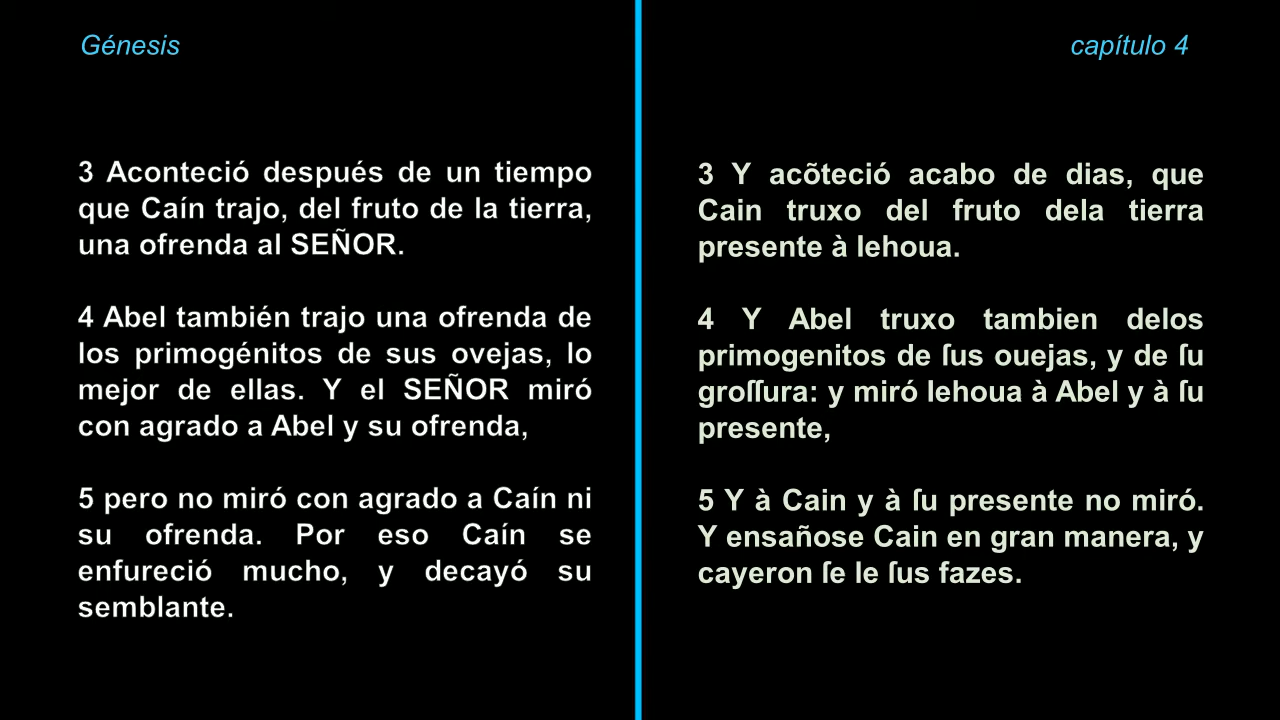 Génesis
capítulo 4
3 Aconteció después de un tiempo
que Caín trajo, del fruto de la tierra,
una ofrenda al SEÑOR.
4 Abel también trajo una ofrenda de
los primogénitos de sus ovejas, lo
mejor de ellas. Y el SEÑOR miró
con agrado a Abel y su ofrenda,
5 pero no miró con agrado a Caín ni
su ofrenda. Por eso Caín se
enfureció mucho, y decayó su
semblante.
3 Y acõteció acabo de dias, que
Cain truxo del fruto dela tierra
presente à Iehoua.
4 Y Abel truxo tambien delos
primogenitos de ſus ouejas, y de ſu
groſſura: y miró Iehoua à Abel y à ſu
presente,
5 Y à Cain y à ſu presente no miró.
Y ensañose Cain en gran manera, y
cayeron ſe le ſus fazes.